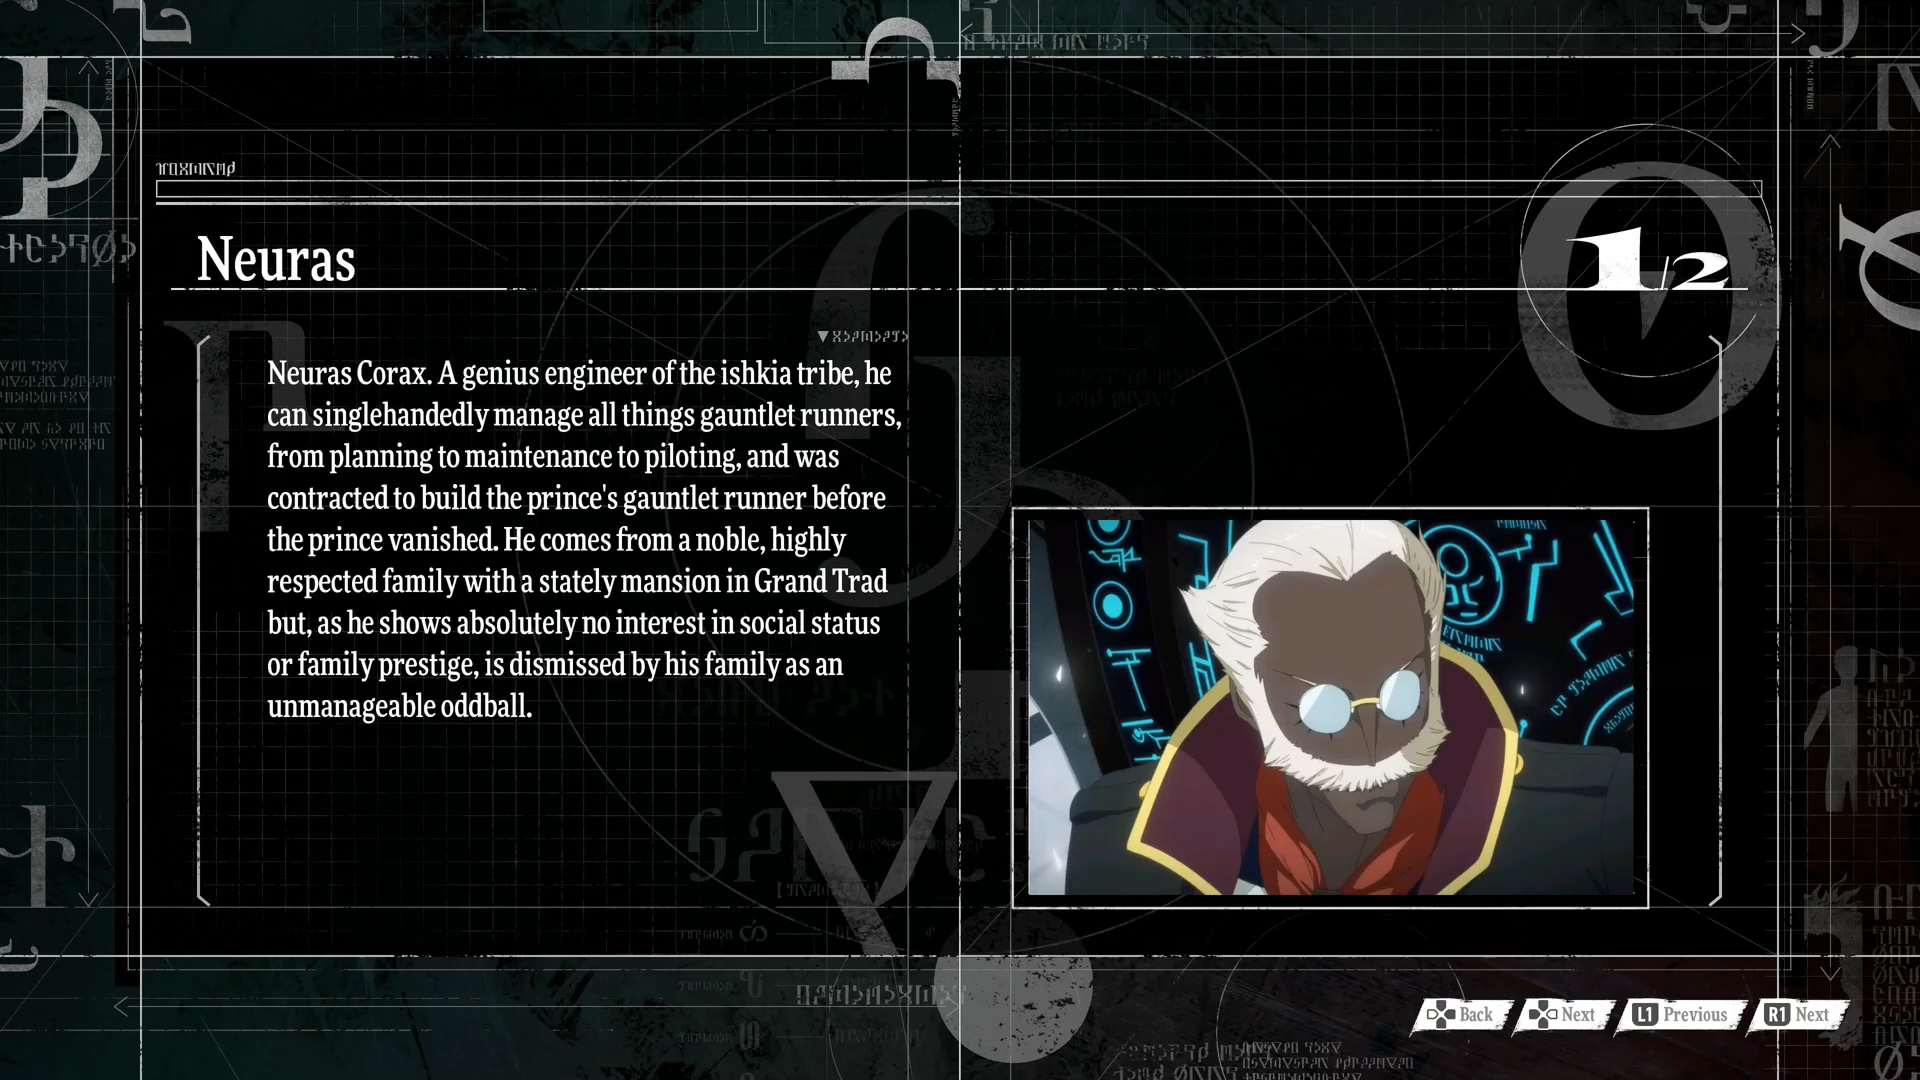 Neuras
1/2
Neuras Corax. A genius engineer of the ishkia tribe, he
can singlehandedly manage all things gauntlet runners,
from planning to maintenance to piloting, and was
contracted to build the prince's gauntlet runner before
the prince vanished. He comes from a noble, highly
respected family with a stately mansion in Grand Trad
but, as he shows absolutely no interest in social status
or family prestige, is dismissed by his family as an
unmanageable oddball.
Back Next L1 Previous R1 Next